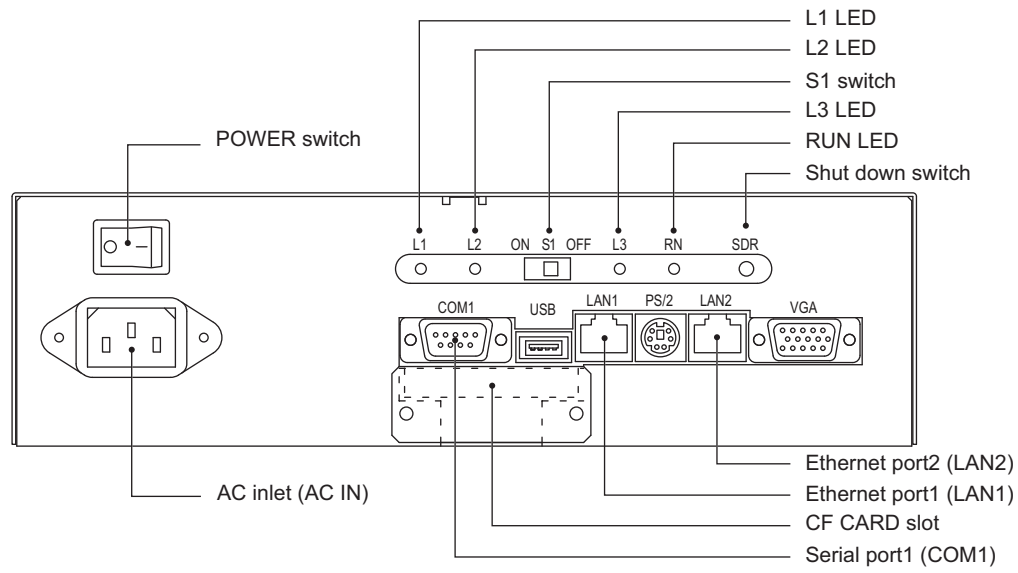 L1 LED
L2 LED
S1 switch
L3 LED
RUN LED
Shut down switch
POWER switch
L1 L2 ON S1 OFF L3 RN SDR
COM1 USB LAN1 PS/2 LAN2 VGA
Ethernet port2 (LAN2)
AC inlet (AC IN)
Ethernet port1 (LAN1)
CF CARD slot
Serial port1 (COM1)